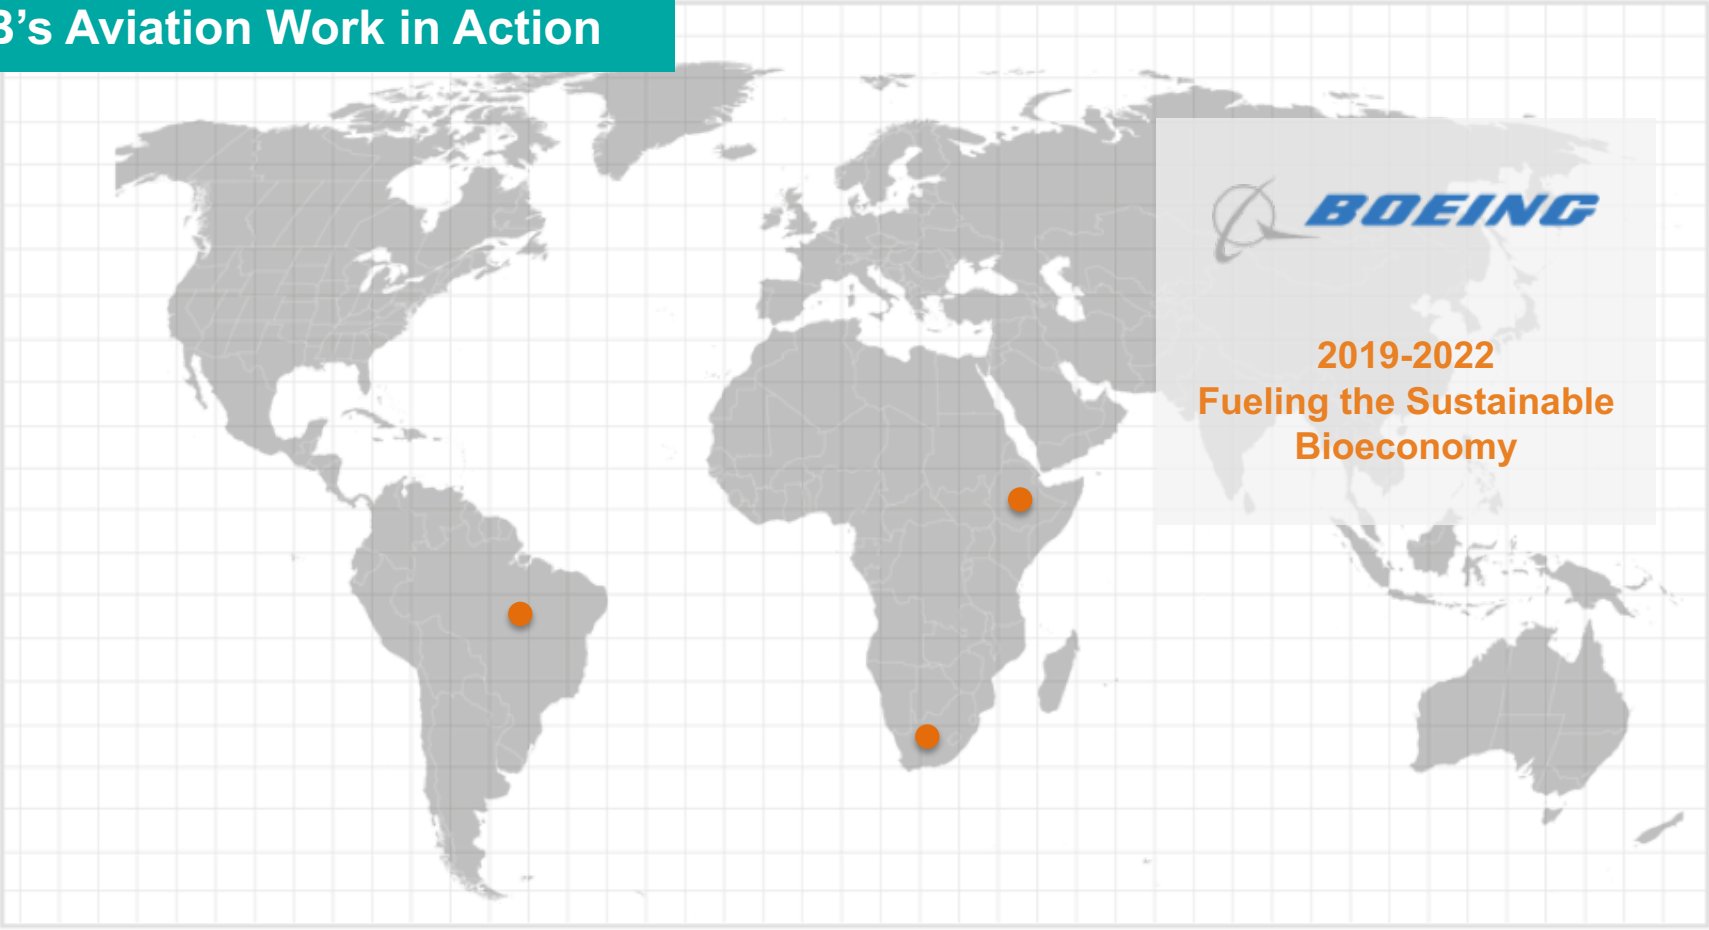 ’s Aviation Work in Action
BOEING
2019-2022
Fueling the Sustainable
Bioeconomy